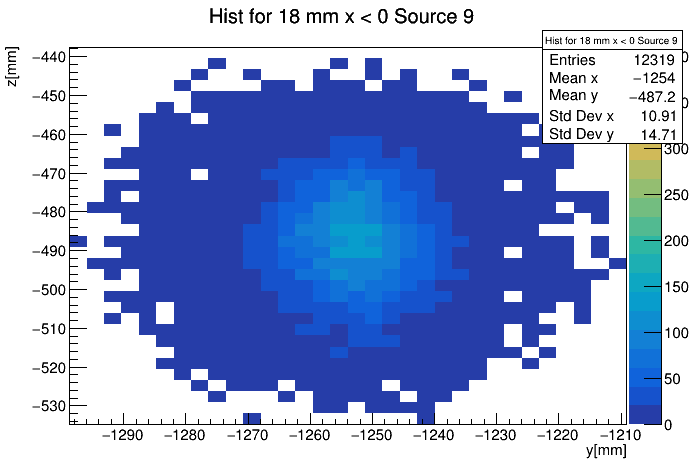 Hist for 18 mm x < 0 Source 9
z[mm]
−440
−450
−460
−470
−480
−490
−500
−510
−520
−530
−1290
−1280
−1270
−1260
−1250
−1240
−1230
−1220
−1210
y[mm]
Hist for 18 mm x < 0 Source 9
Entries 12319
Mean x −1254
Mean y −487.2
Std Dev x 10.91
Std Dev y 14.71
300
250
200
150
100
50
0